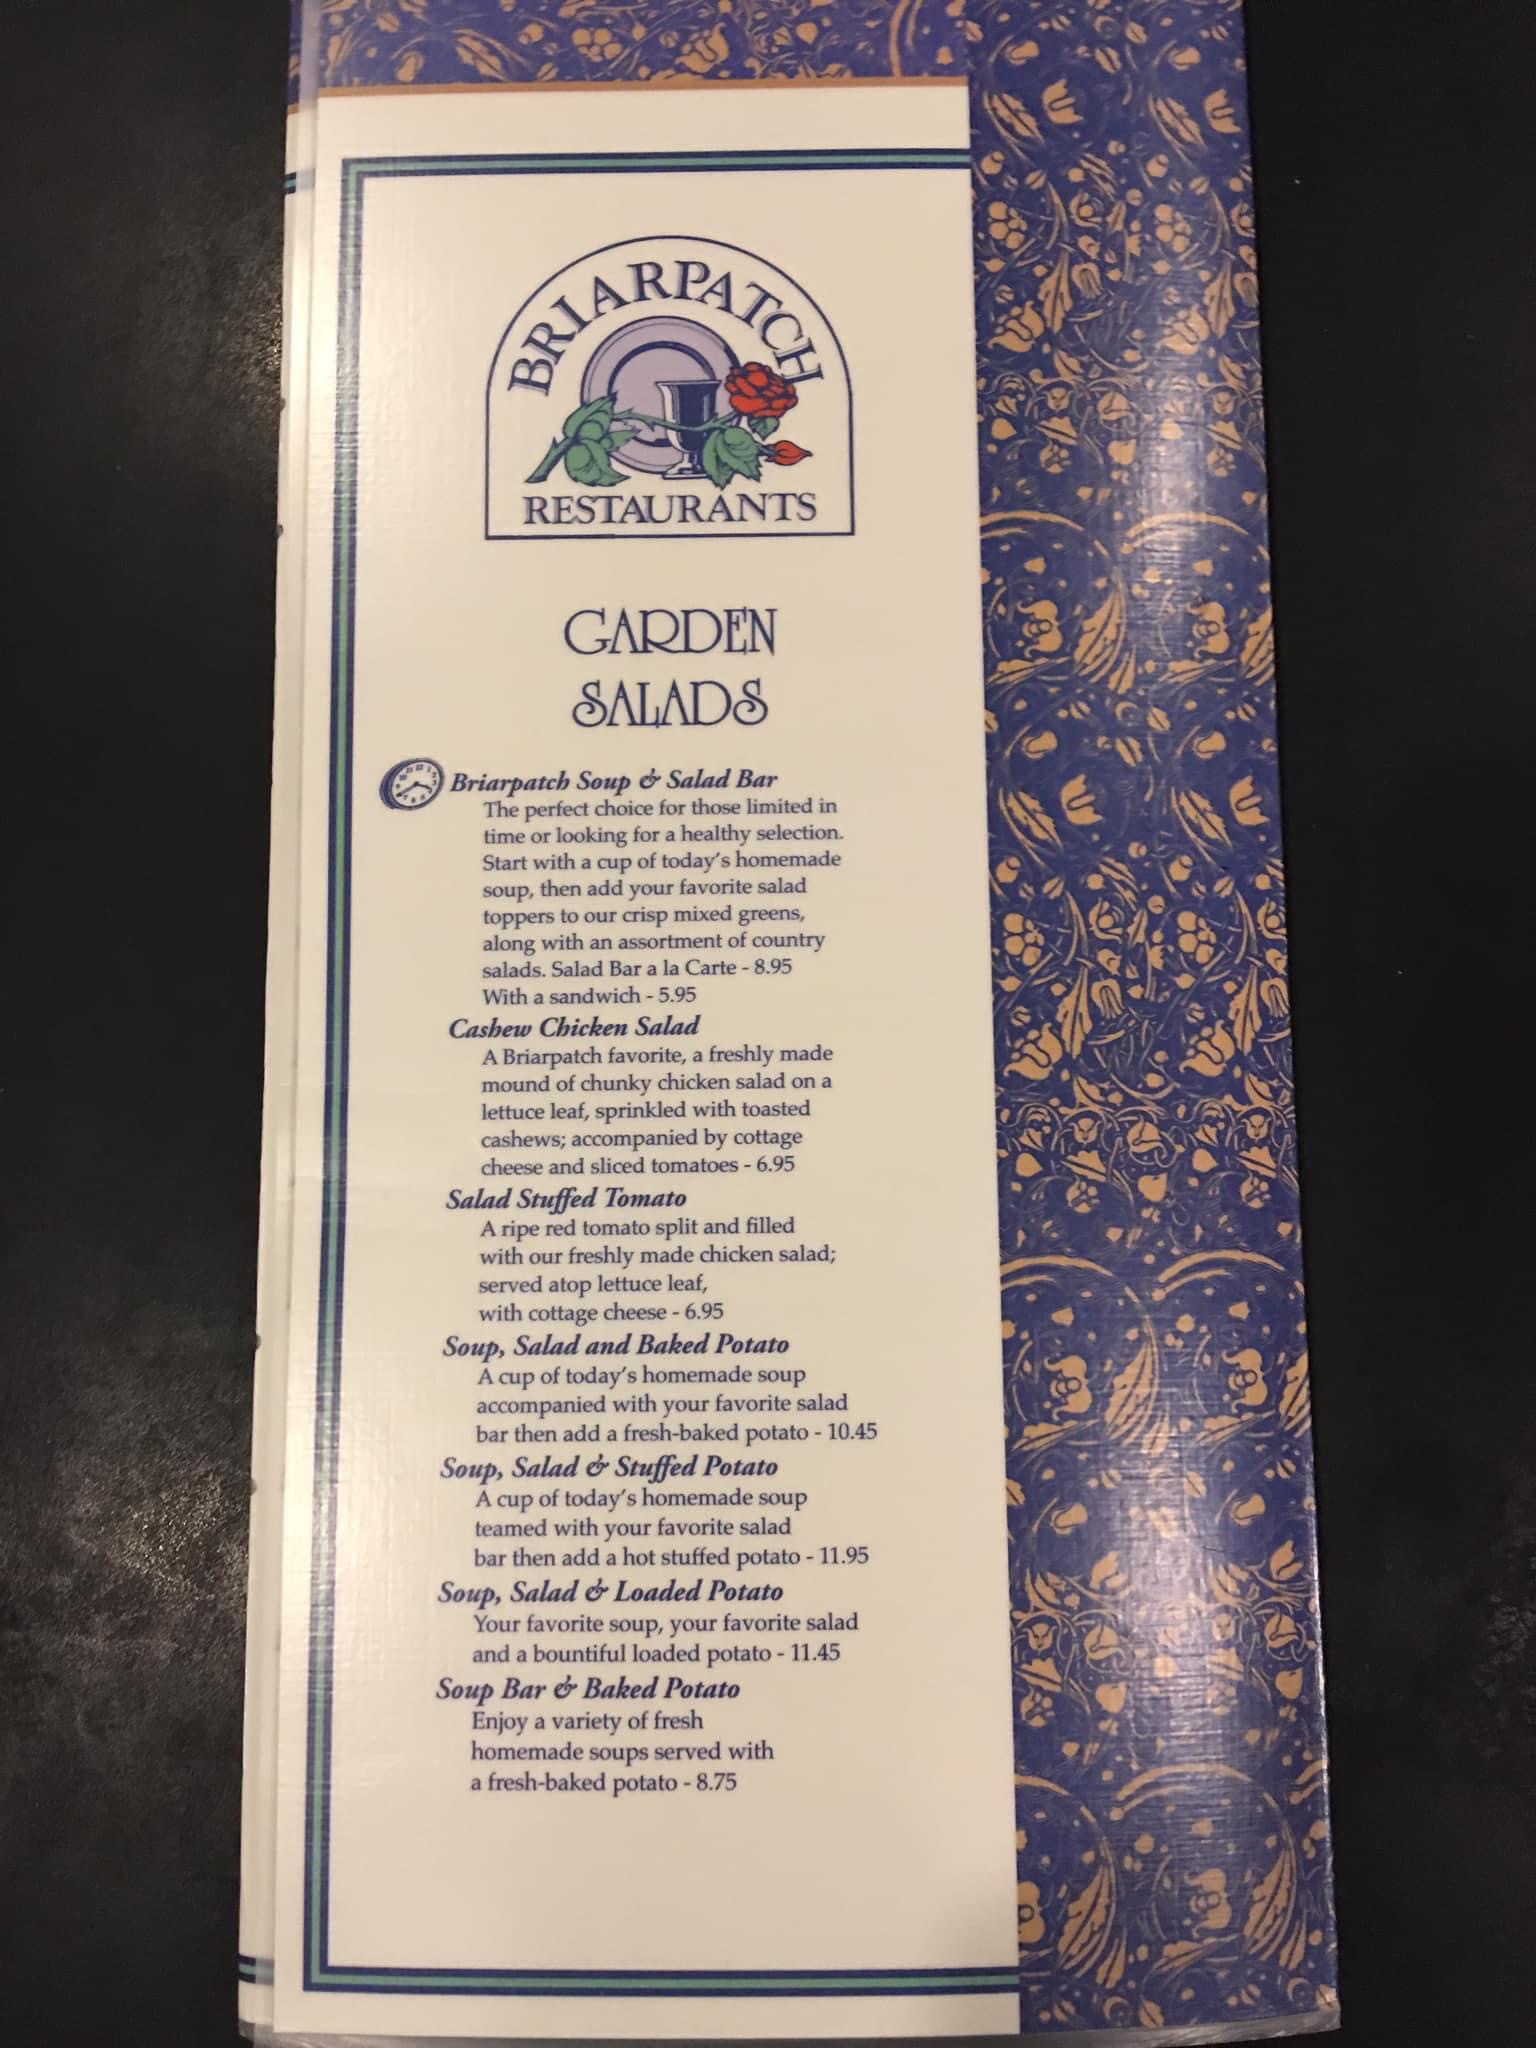 BRIARPATCH
RESTAURANTS
GARDEN
SALADS
Briarpatch Soup & Salad Bar
The perfect choice for those limited in
time or looking for a healthy selection.
Start with a cup of today's homemade
soup, then add your favorite salad
toppers to our crisp mixed greens,
along with an assortment of country
salads. Salad Bar a la Carte - 8.95
With a sandwich - 5.95
Cashew Chicken Salad
A Briarpatch favorite, a freshly made
mound of chunky chicken salad on a
lettuce leaf, sprinkled with toasted
cashews; accompanied by cottage
cheese and sliced tomatoes - 6.95
Salad Stuffed Tomato
A ripe red tomato split and filled
with our freshly made chicken salad;
served atop lettuce leaf,
with cottage cheese - 6.95
Soup, Salad and Baked Potato
A cup of today's homemade soup
accompanied with your favorite salad
bar then add a fresh-baked potato - 10.45
Soup, Salad & Stuffed Potato
A cup of today's homemade soup
teamed with your favorite salad
bar then add a hot stuffed potato - 11.95
Soup, Salad & Loaded Potato
Your favorite soup, your favorite salad
and a bountiful loaded potato - 11.45
Soup Bar & Baked Potato
Enjoy a variety of fresh
homemade soups served with
a fresh-baked potato - 8.75